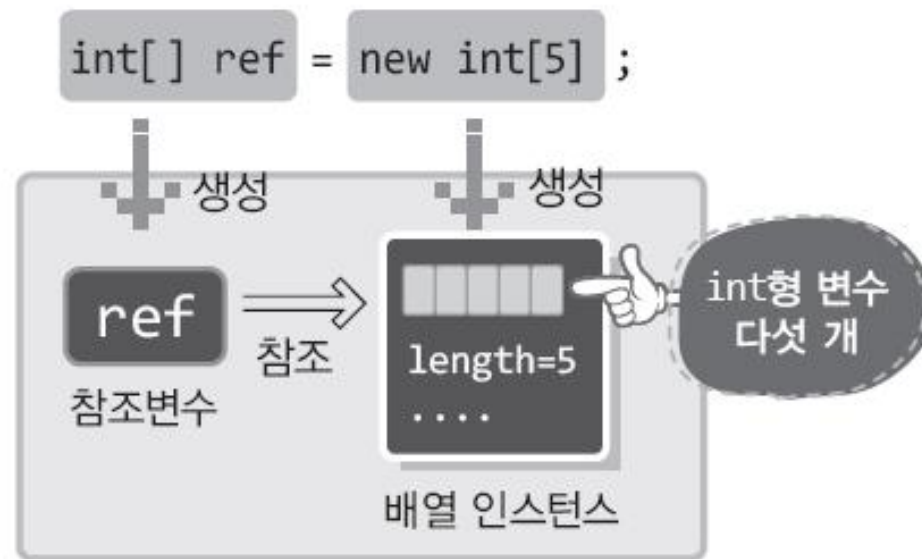 int[] ref = new int[5] ;
생성
생성
ref
참조
참조변수
length=5
....
배열 인스턴스
int형 변수
다섯 개